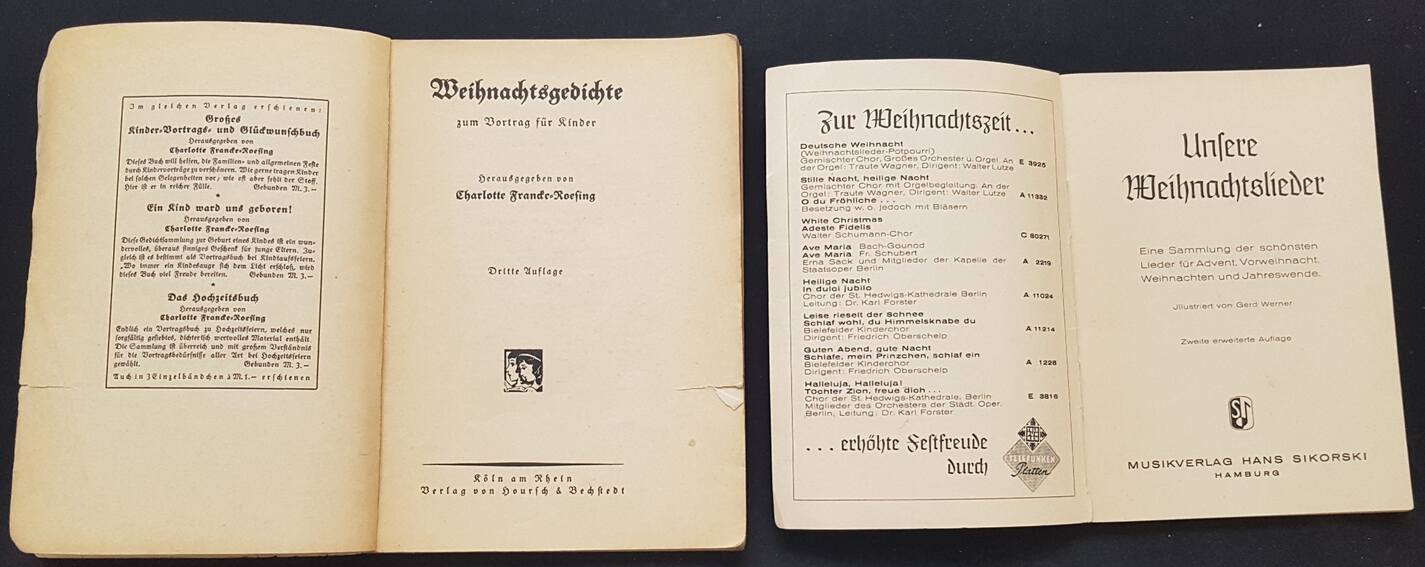 Im gleichen Verlag erschienen:
Großes
Kinder-Vortrags- und Glückwunschbuch
Herausgegeben von
Charlotte Francke-Roesing
Dieses Buch will helfen, die Familien- und allgemeinen Feste
durch Kindervorträge zu verschönern. Wie gerne tragen Kinder
bei solchen Gelegenheiten vor, wie oft aber fehlt der Stoff.
Hier ist er in reicher Fülle. Gebunden M. 3.—
*
Ein Kind ward uns geboren!
Herausgegeben von
Charlotte Francke-Roesing
Diese Gedichtsammlung zur Geburt eines Kindes ist ein wun-
dervolles, überaus sinniges Geschenk für junge Eltern. Zu-
gleich ist es bestimmt als Vortragsbuch bei Kindtaufsfeiern.
„Wo immer ein Kindesauge sich dem Licht erschloß, wird
dieses Buch viel Freude bereiten. Gebunden M. 3.—
*
Das Hochzeitsbuch
Herausgegeben von
Charlotte Francke-Roesing
Endlich ein Vortragsbuch zu Hochzeitsfeiern, welches nur
sorgfältig gesiebtes, dichterisch wertvolles Material enthält.
Die Sammlung ist überreich und mit großem Verständnis
für die Vortragsbedürfnisse aller Art bei Hochzeitsfeiern
gewählt. Gebunden M. 3.—
Auch in 3 Einzelbändchen à M. 1.— erschienen
Weihnachtsgedichte
zum Vortrag für Kinder
Herausgegeben von
Charlotte Francke-Roesing
Dritte Auflage
Köln am Rhein
Verlag von Hoursch & Bechstedt
Zur Weihnachtszeit...
Deutsche Weihnacht
(Weihnachtslieder-Potpourri)
Gemischter Chor, Großes Orchester u. Orgel. An E 3925
der Orgel: Traute Wagner, Dirigent: Walter Lutze
Stille Nacht, heilige Nacht
Gemischter Chor mit Orgelbegleitung. An der
Orgel: Traute Wagner, Dirigent: Walter Lutze A 11332
O du Fröhliche...
Besetzung w. o. jedoch mit Bläsern
White Christmas
Adeste Fidelis
Walter Schumann-Chor C 80271
Ave Maria Bach-Gounod
Ave Maria Fr. Schubert
Erna Sack und Mitglieder der Kapelle der A 2219
Staatsoper Berlin
Heilige Nacht
In dulci jubilo
Chor der St. Hedwigs-Kathedrale Berlin A 11024
Leitung: Dr. Karl Forster
Leise rieselt der Schnee
Schlaf wohl, du Himmelsknabe du
Bielefelder Kinderchor A 11214
Dirigent: Friedrich Oberschelp
Guten Abend, gute Nacht
Schlafe, mein Prinzchen, schlaf ein
Bielefelder Kinderchor A 1228
Dirigent: Friedrich Oberschelp
Halleluja, Halleluja!
Tochter Zion, freue dich...
Chor der St. Hedwigs-Kathedrale, Berlin E 3816
Mitglieder des Orchesters der Städt. Oper.
Berlin, Leitung: Dr. Karl Forster
...erhöhte Festfreude
durch
TELEFUNKEN
Platten
Unsere
Weihnachtslieder
Eine Sammlung der schönsten
Lieder für Advent, Vorweihnacht,
Weihnachten und Jahreswende.
Jllustriert von Gerd Werner
Zweite erweiterte Auflage
MUSIKVERLAG HANS SIKORSKI
HAMBURG